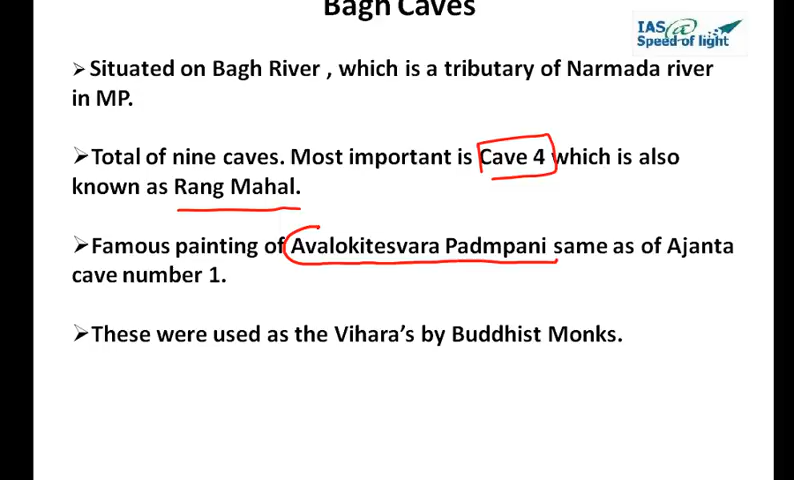 Bagh Caves
IAS@
Speed of light
➢Situated on Bagh River , which is a tributary of Narmada river
in MP.
➢Total of nine caves. Most important is Cave 4 which is also
known as Rang Mahal.
➢Famous painting of Avalokitesvara Padmpani same as of Ajanta
cave number 1.
➢These were used as the Vihara’s by Buddhist Monks.